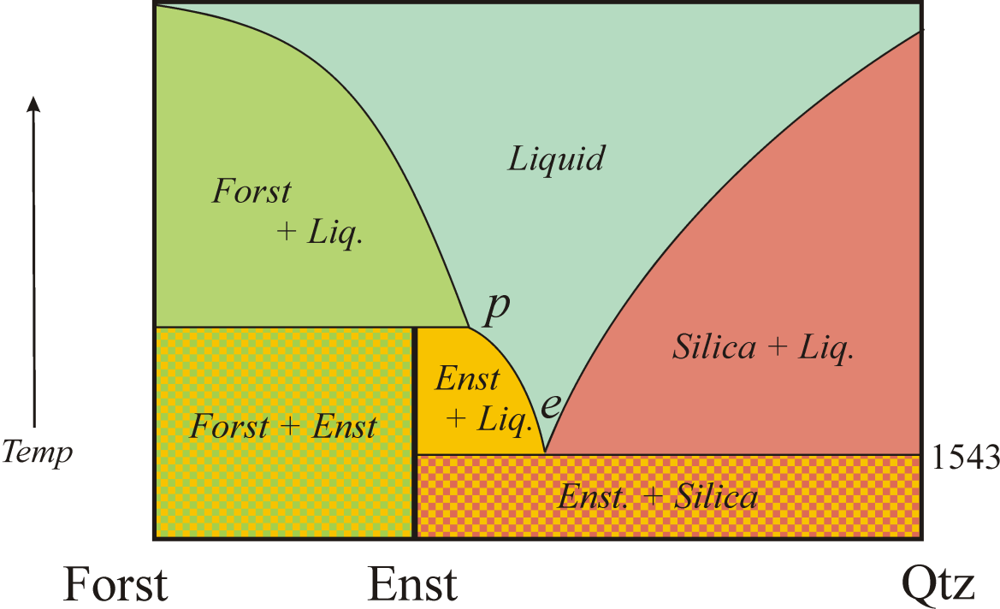 Liquid
Forst
+ Liq.
p
Silica + Liq.
Enst
+ Liq.
e
Forst + Enst
Temp
1543
Enst. + Silica
Forst
Enst
Qtz